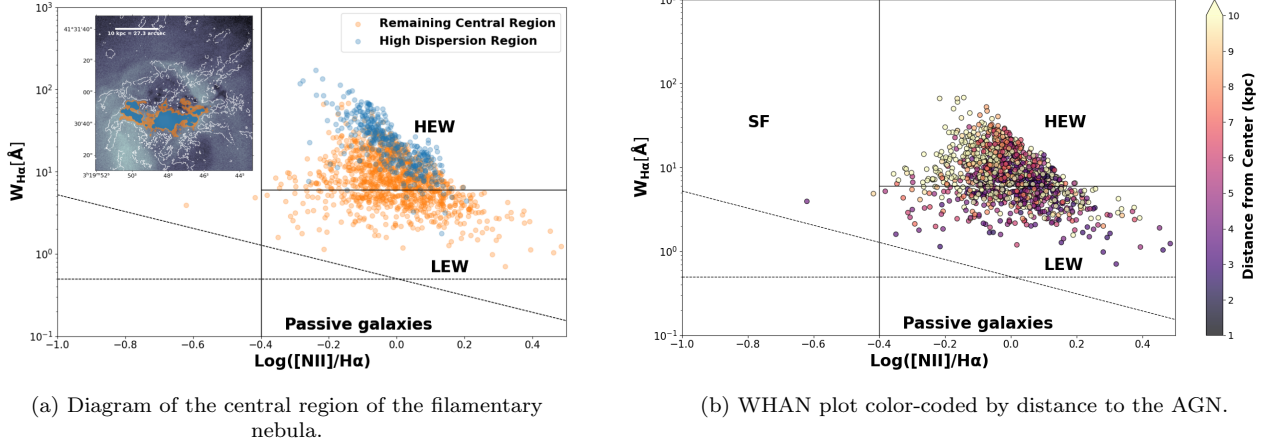 10³
10²
10¹
10⁰
10⁻¹
W_Hα[Å]
41°31'40"
20"
00"
30'40"
20"
3ʰ19ᵐ52ˢ 50ˢ 48ˢ 46ˢ 44ˢ
10 kpc = 27.3 arcsec
Remaining Central Region
High Dispersion Region
HEW
LEW
Passive galaxies
−1.0 −0.8 −0.6 −0.4 −0.2 0.0 0.2 0.4
Log([NII]/Hα)
(a) Diagram of the central region of the filamentary
nebula.
10²
10¹
10⁰
10⁻¹
W_Hα[Å]
SF
HEW
LEW
Passive galaxies
−1.0 −0.8 −0.6 −0.4 −0.2 0.0 0.2 0.4
Log([NII]/Hα)
10
9
8
7
6
5
4
3
2
1
Distance from Center (kpc)
(b) WHAN plot color-coded by distance to the AGN.